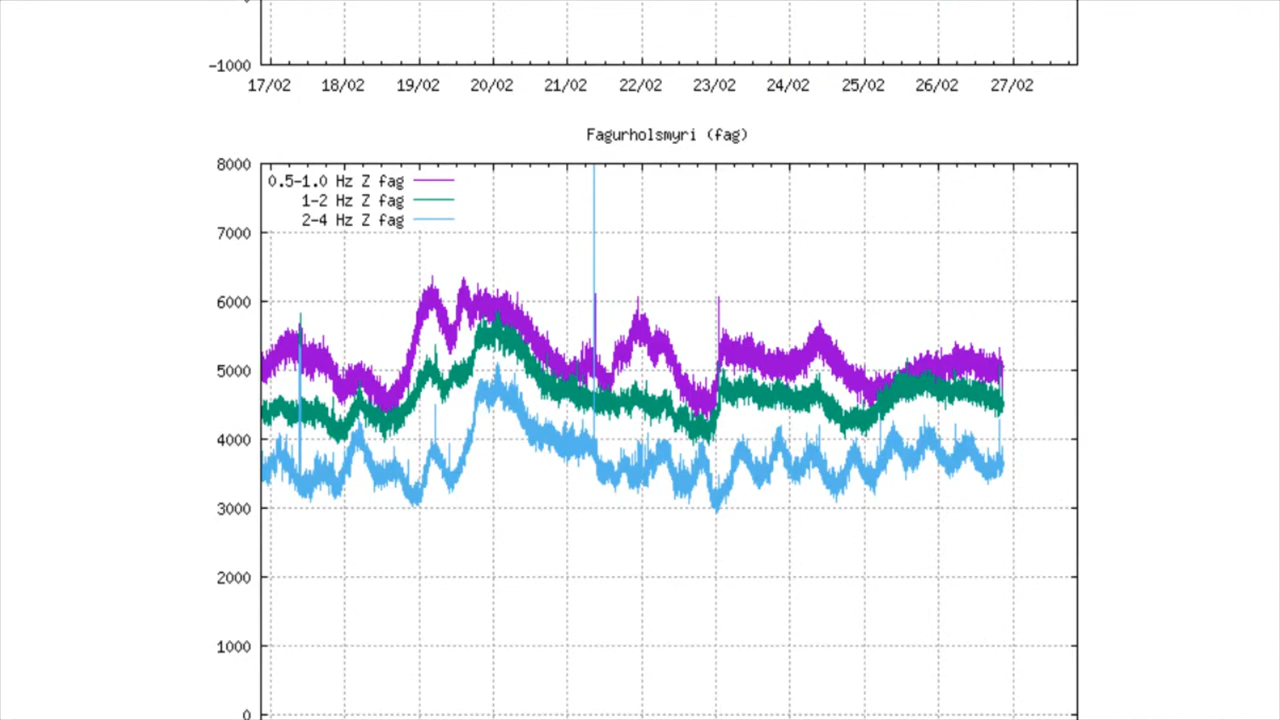 -1000
17/02 18/02 19/02 20/02 21/02 22/02 23/02 24/02 25/02 26/02 27/02
Fagurholsmyri (fag)
8000
0.5-1.0 Hz Z fag
1-2 Hz Z fag
2-4 Hz Z fag
7000
6000
5000
4000
3000
2000
1000
0